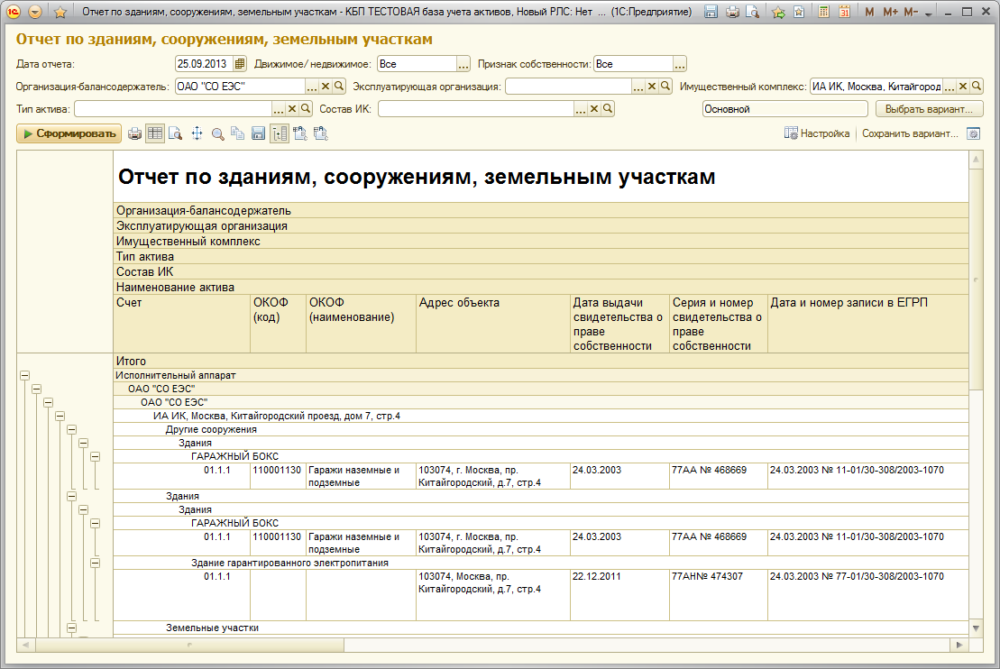 Отчет по зданиям, сооружениям, земельным участкам - КБП ТЕСТОВАЯ база учета активов, Новый РЛС: Нет ... (1С:Предприятие) 31 M M+ M-
Отчет по зданиям, сооружениям, земельным участкам
Дата отчета: 25.09.2013 Движимое/ недвижимое: Все ... Признак собственности: Все ...
Организация-балансодержатель: ОАО "СО ЕЭС" ... Эксплуатирующая организация: ... Имущественный комплекс: ИА ИК, Москва, Китайгород ...
Тип актива: ... Состав ИК: ... Основной Выбрать вариант...
Сформировать Настройка Сохранить вариант...
Отчет по зданиям, сооружениям, земельным участкам
Организация-балансодержатель
Эксплуатирующая организация
Имущественный комплекс
Тип актива
Состав ИК
Наименование актива
Счет ОКОФ ОКОФ Адрес объекта Дата выдачи Серия и номер Дата и номер записи в ЕГРП
(код) (наименование) свидетельства о свидетельства о
праве праве
собственности собственности
Итого
Исполнительный аппарат
ОАО "СО ЕЭС"
ОАО "СО ЕЭС"
ИА ИК, Москва, Китайгородский проезд, дом 7, стр.4
Другие сооружения
Здания
ГАРАЖНЫЙ БОКС
01.1.1 110001130 Гаражи наземные и 103074, г. Москва, пр. 24.03.2003 77АА № 468669 24.03.2003 № 11-01/30-308/2003-1070
подземные Китайгородский, д.7, стр.4
Здания
Здания
ГАРАЖНЫЙ БОКС
01.1.1 110001130 Гаражи наземные и 103074, г. Москва, пр. 24.03.2003 77АА № 468669 24.03.2003 № 11-01/30-308/2003-1070
подземные Китайгородский, д.7, стр.4
Здание гарантированного электропитания
01.1.1 103074, Москва, пр. 22.12.2011 77АН№ 474307 24.03.2003 № 77-01/30-308/2003-1070
Китайгородский, д.7, стр.4
Земельные участки